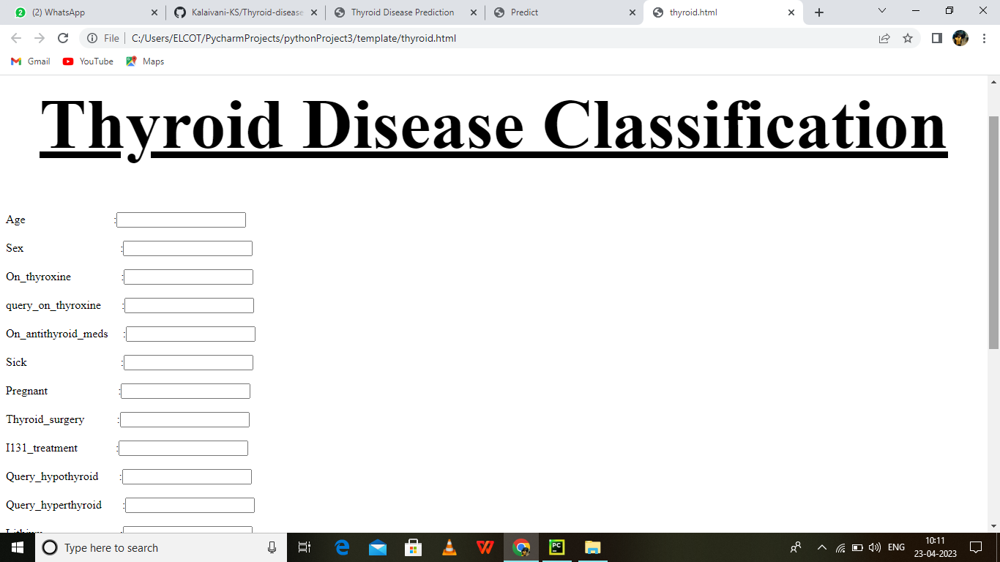 (2) WhatsApp
Kalaivani-KS/Thyroid-disease
Thyroid Disease Prediction
Predict
thyroid.html
File
C:/Users/ELCOT/PycharmProjects/pythonProject3/template/thyroid.html
Gmail
YouTube
Maps
Thyroid Disease Classification
Age :
Sex :
On_thyroxine :
query_on_thyroxine :
On_antithyroid_meds :
Sick :
Pregnant :
Thyroid_surgery :
I131_treatment :
Query_hypothyroid :
Query_hyperthyroid :
Lithium :
Type here to search
ENG
10:11
23-04-2023